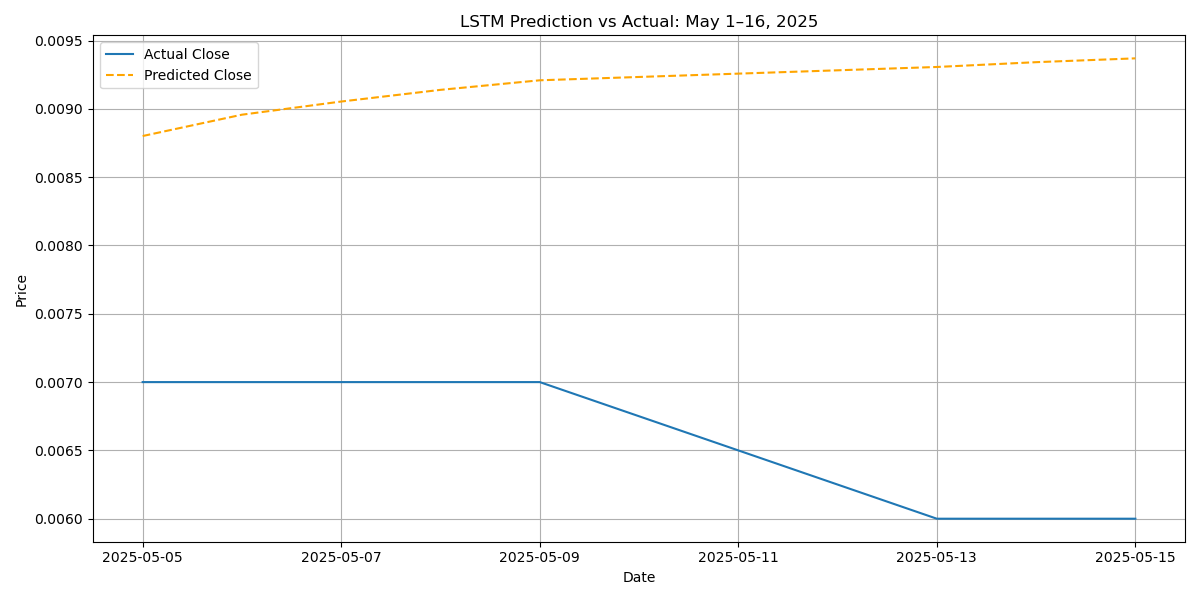 LSTM Prediction vs Actual: May 1–16, 2025
Actual Close
Predicted Close
Price
0.0095
0.0090
0.0085
0.0080
0.0075
0.0070
0.0065
0.0060
2025-05-05
2025-05-07
2025-05-09
2025-05-11
2025-05-13
2025-05-15
Date